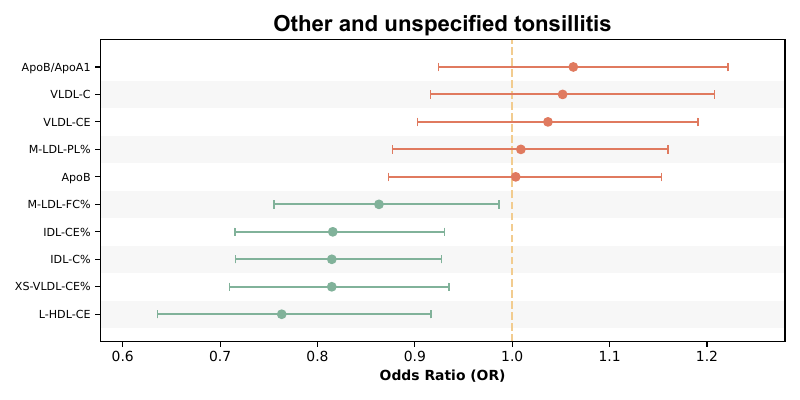 Other and unspecified tonsillitis
ApoB/ApoA1
VLDL-C
VLDL-CE
M-LDL-PL%
ApoB
M-LDL-FC%
IDL-CE%
IDL-C%
XS-VLDL-CE%
L-HDL-CE
0.6 0.7 0.8 0.9 1.0 1.1 1.2
Odds Ratio (OR)